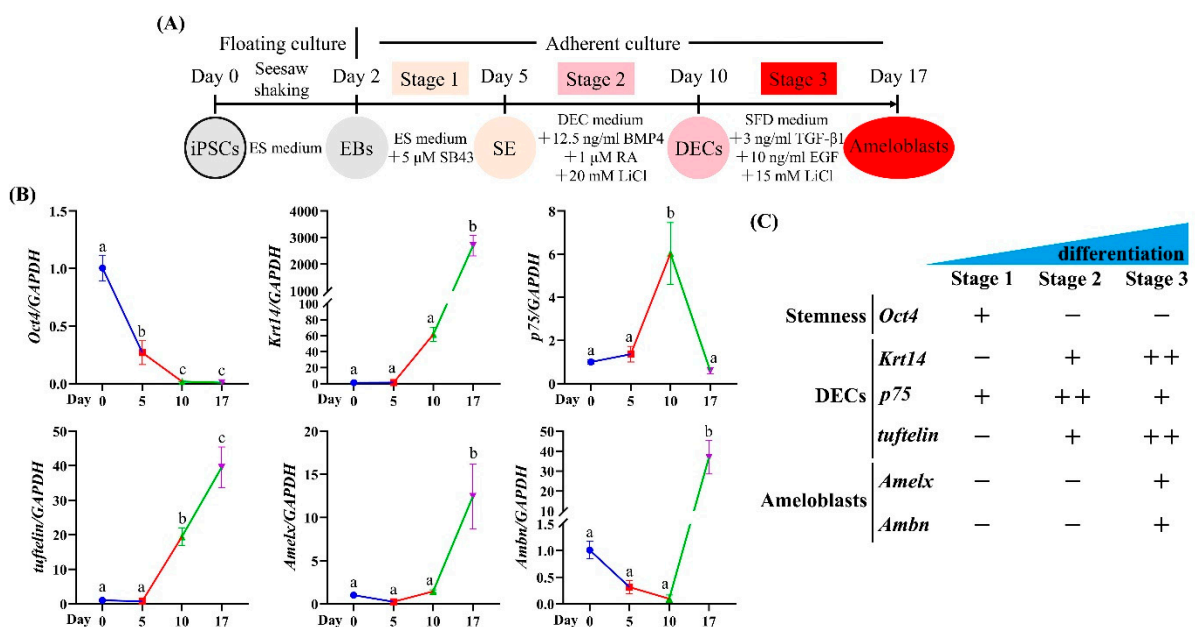 (A)
Floating culture
Adherent culture
Day 0
Seesaw
shaking
Day 2
Stage 1
Day 5
Stage 2
Day 10
Stage 3
Day 17
iPSCs
ES medium
EBs
ES medium
+5 μM SB43
SE
DEC medium
+12.5 ng/ml BMP4
+1 μM RA
+20 mM LiCl
DECs
SFD medium
+3 ng/ml TGF-β1
+10 ng/ml EGF
+15 mM LiCl
Ameloblasts
(B)
Oct4/GAPDH
1.5
1.0
0.5
0.0
a
b
c
c
Day 0 5 10 17
Krt14/GAPDH
4000
3000
2000
1000
100
80
60
40
20
0
a
a
a
b
Day 0 5 10 17
p75/GAPDH
8
6
4
2
0
a
a
b
a
Day 0 5 10 17
tuftelin/GAPDH
50
40
30
20
10
0
a
a
b
c
Day 0 5 10 17
Amelx/GAPDH
20
15
10
5
0
a
a
a
b
Day 0 5 10 17
Ambn/GAPDH
50
40
30
20
10
1.5
1.0
0.5
0.0
a
a
a
b
Day 0 5 10 17
(C)
differentiation
Stage 1 Stage 2 Stage 3
Stemness Oct4 + − −
Krt14 − + ++
DECs p75 + ++ +
tuftelin − + ++
Amelx − − +
Ameloblasts
Ambn − − +